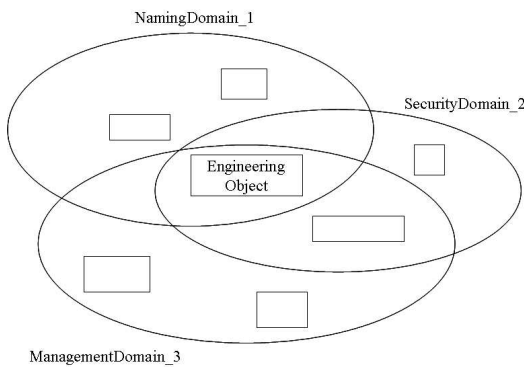 NamingDomain_1
SecurityDomain_2
Engineering
Object
ManagementDomain_3